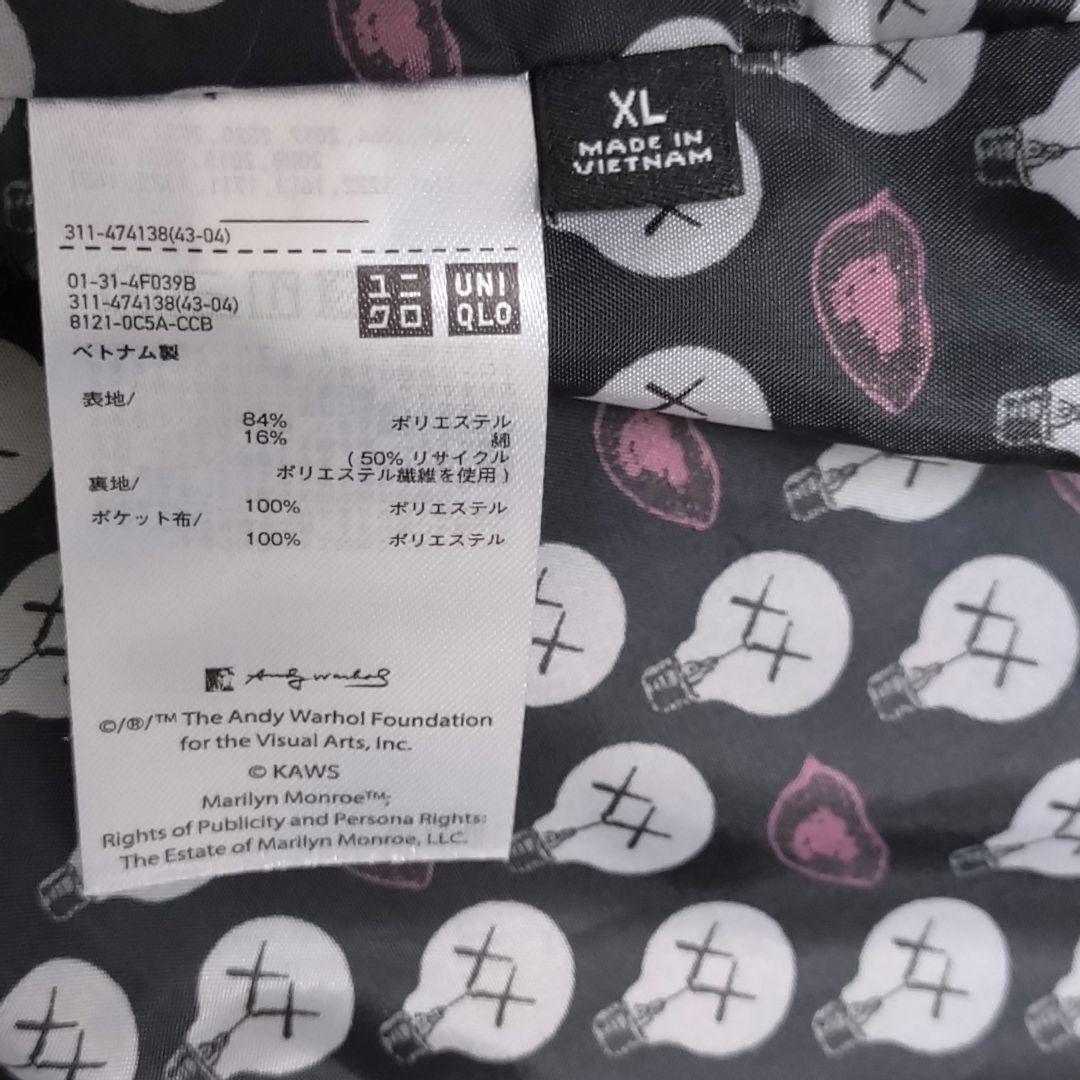 XL
MADE IN
VIETNAM
311-474138(43-04)
01-31-4F039B
311-474138(43-04)
8121-0C5A-CCB
ユニ
クロ
UNI
QLO
ベトナム製
表地/
84% ポリエステル
16% 綿
( 50% リサイクル
ポリエステル繊維を使用 )
裏地/
100% ポリエステル
ポケット布/
100% ポリエステル
Andy Warhol
©/®/™ The Andy Warhol Foundation
for the Visual Arts, Inc.
© KAWS
Marilyn Monroe™;
Rights of Publicity and Persona Rights:
The Estate of Marilyn Monroe, LLC.